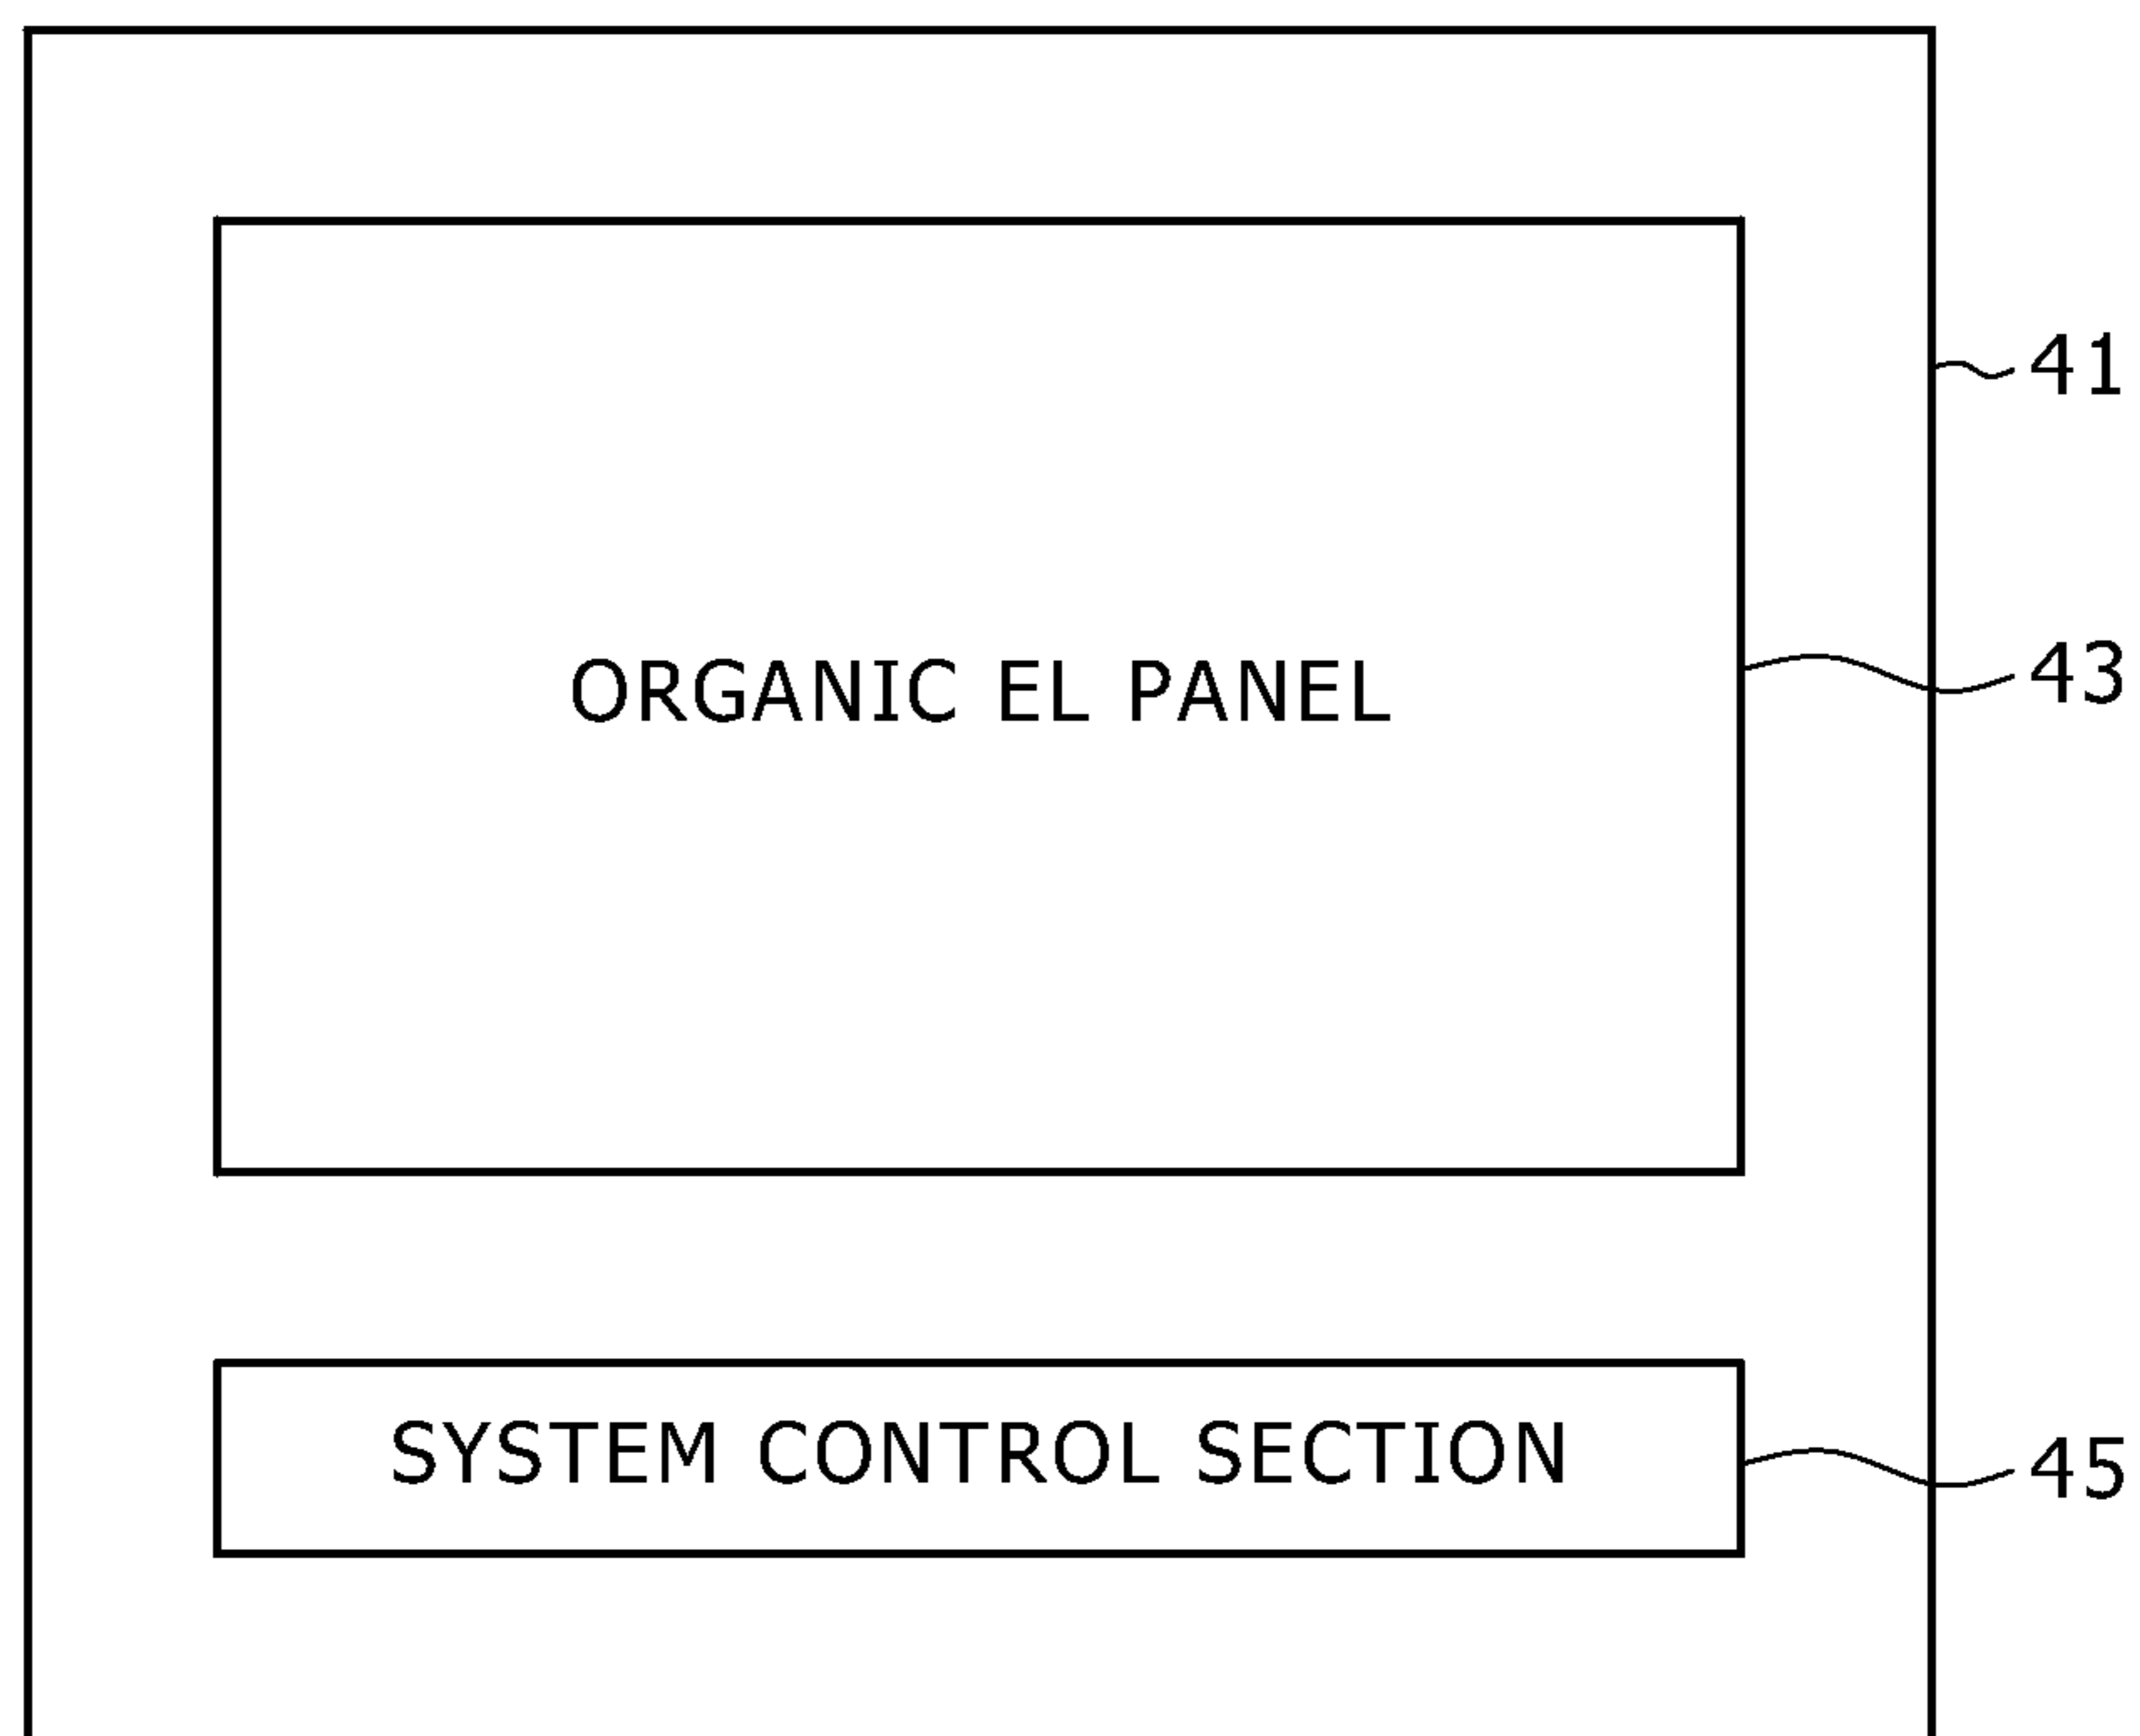 41
ORGANIC EL PANEL
43
SYSTEM CONTROL SECTION
45